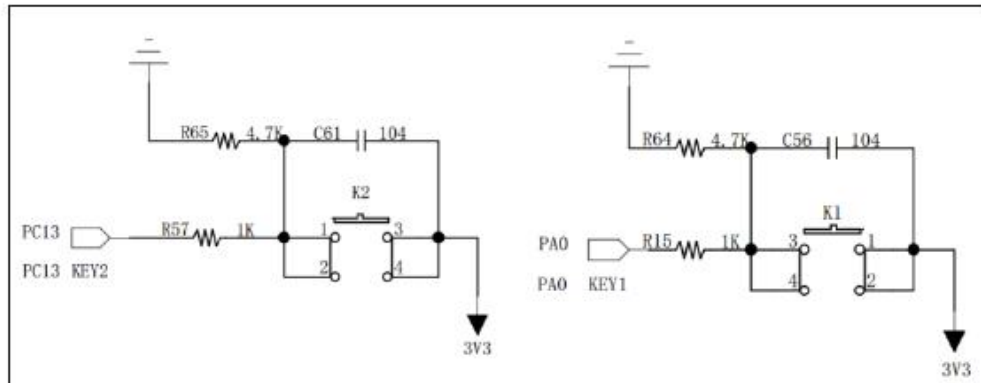 R65 4.7K C61 104
K2
PC13 R57 1K 1 3
PC13 KEY2 2 4
3V3
R64 4.7K C56 104
K1
PA0 R15 1K 3 1
PA0 KEY1 4 2
3V3